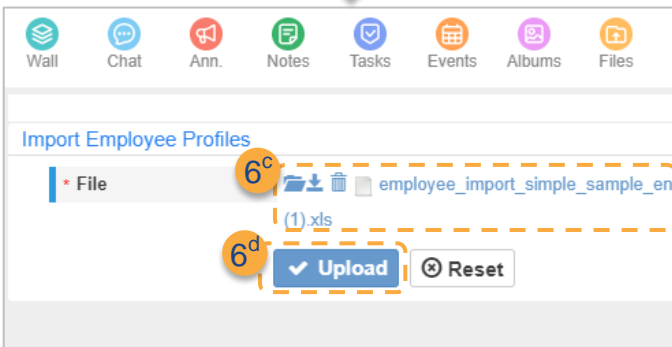 Wall Chat Ann. Notes Tasks Events Albums Files
Import Employee Profiles
* File
6c
employee_import_simple_sample_en
(1).xls
6d
Upload Reset